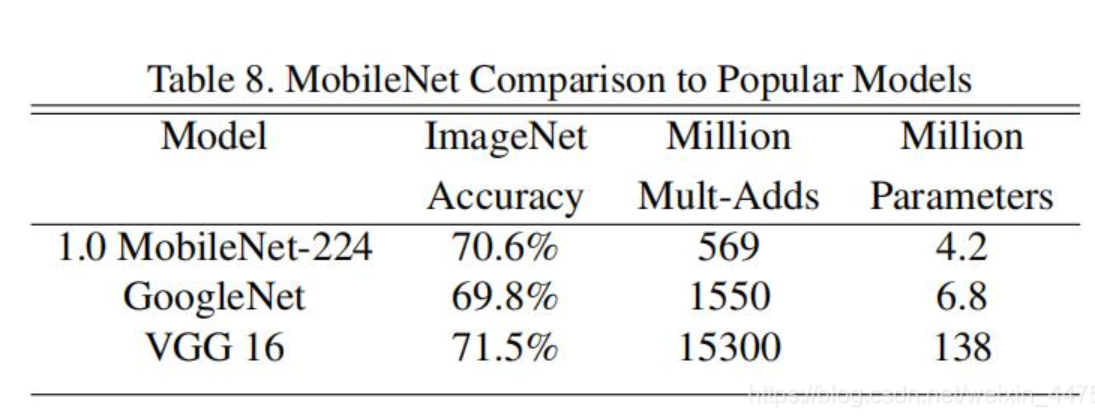 Table 8. MobileNet Comparison to Popular Models
Model ImageNet Million Million
Accuracy Mult-Adds Parameters
1.0 MobileNet-224 70.6% 569 4.2
GoogleNet 69.8% 1550 6.8
VGG 16 71.5% 15300 138
https://blog.csdn.net/weixin_4475